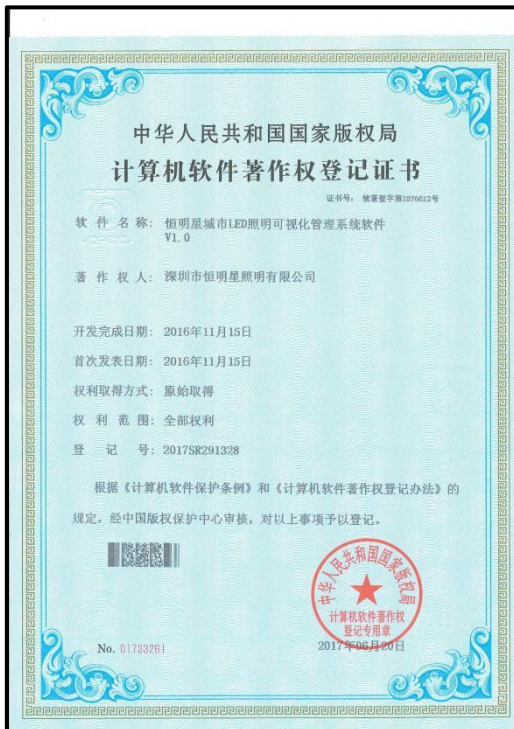 中华人民共和国国家版权局
计算机软件著作权登记证书
证书号: 软著登字第1876612号
软件名称: 恒明星城市LED照明可视化管理系统软件
V1.0
著作权人: 深圳市恒明星照明有限公司
开发完成日期: 2016年11月15日
首次发表日期: 2016年11月15日
权利取得方式: 原始取得
权利范围: 全部权利
登记号: 2017SR291328
根据《计算机软件保护条例》和《计算机软件著作权登记办法》的
规定,经中国版权保护中心审核,对以上事项予以登记。
中华人民共和国国家版权局
计算机软件著作权
登记专用章
No. 01733261
2017年06月20日